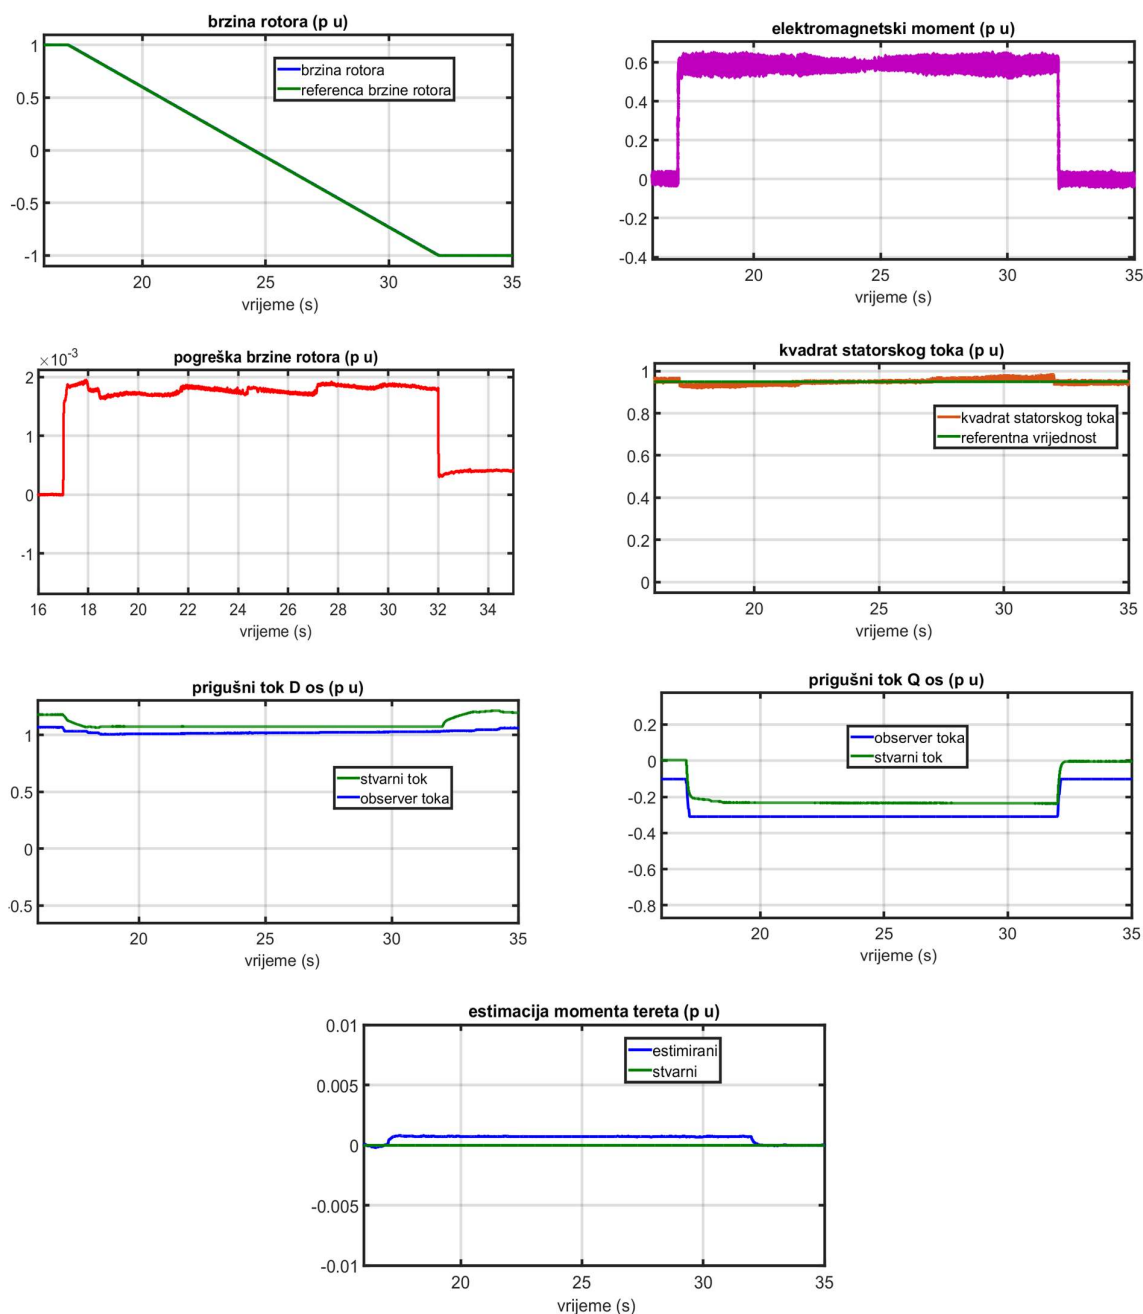 brzina rotora (p u)
1
0.5
0
-0.5
-1
brzina rotora
referenca brzine rotora
20
25
30
35
vrijeme (s)
elektromagnetski moment (p u)
0.6
0.4
0.2
0
-0.2
-0.4
20
25
30
35
vrijeme (s)
pogreška brzine rotora (p u)
×10-3
2
1
0
-1
16
18
20
22
24
26
28
30
32
34
vrijeme (s)
kvadrat statorskog toka (p u)
1
0.8
0.6
0.4
0.2
0
kvadrat statorskog toka
referentna vrijednost
20
25
30
35
vrijeme (s)
prigušni tok D os (p u)
1
0.5
0
-0.5
stvarni tok
observer toka
20
25
30
35
vrijeme (s)
prigušni tok Q os (p u)
0.2
0
-0.2
-0.4
-0.6
-0.8
observer toka
stvarni tok
20
25
30
35
vrijeme (s)
estimacija momenta tereta (p u)
0.01
0.005
0
-0.005
-0.01
estimirani
stvarni
20
25
30
35
vrijeme (s)